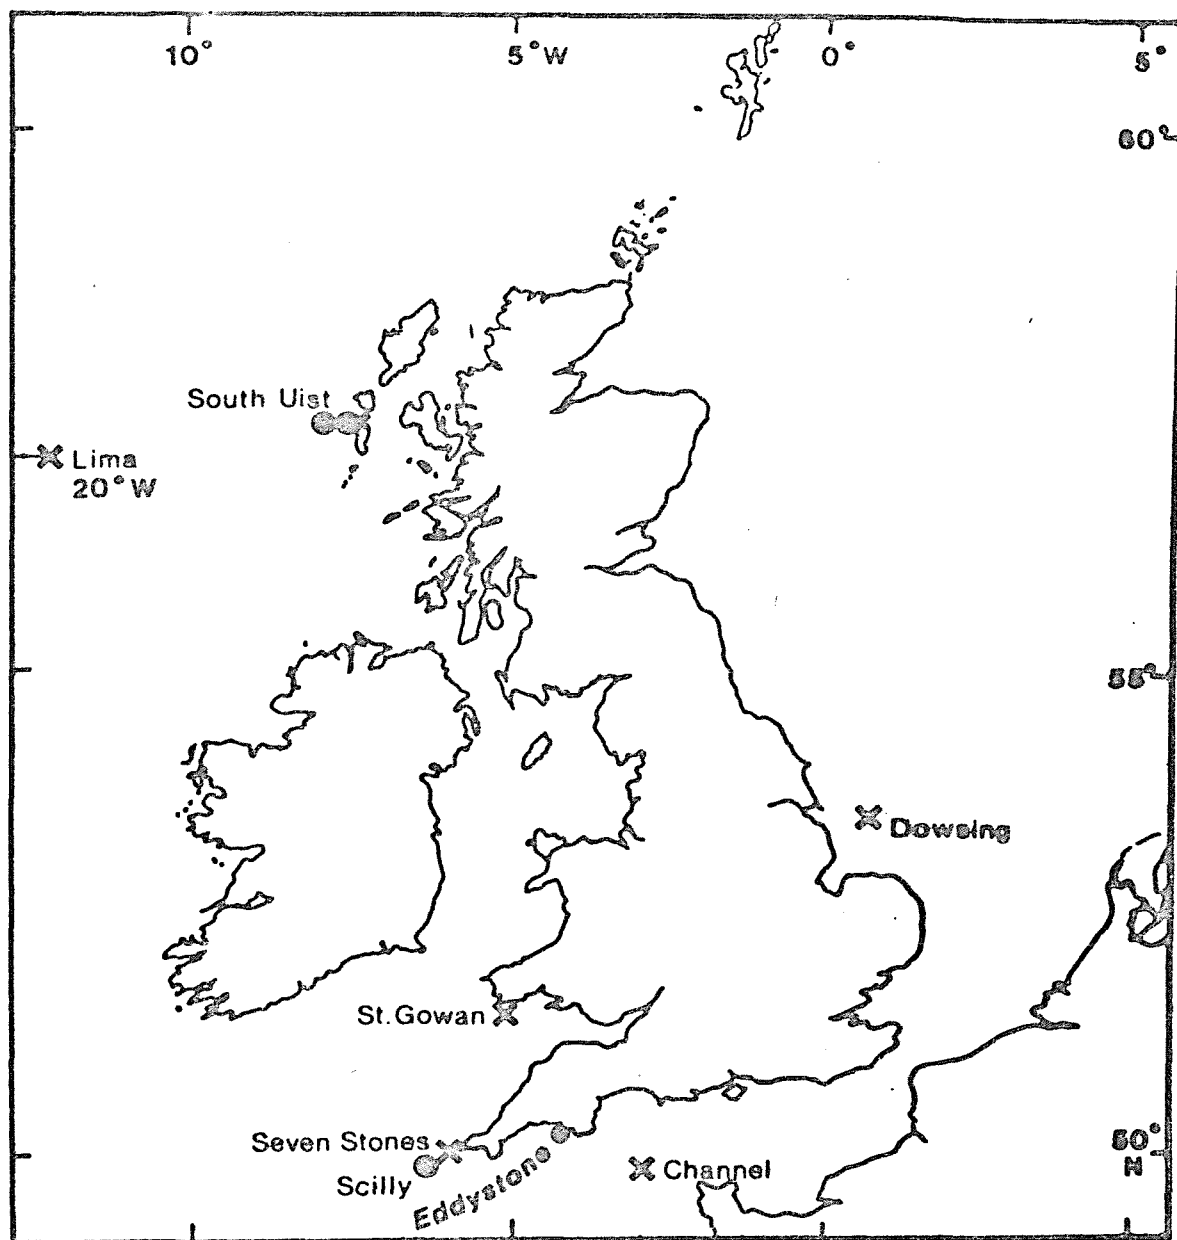 10°
5°W
0°
5°
60°
South Uist
Lima
20°W
55°
Dowsing
St.Gowan
Seven Stones
50°
N
Scilly
Eddystone
Channel